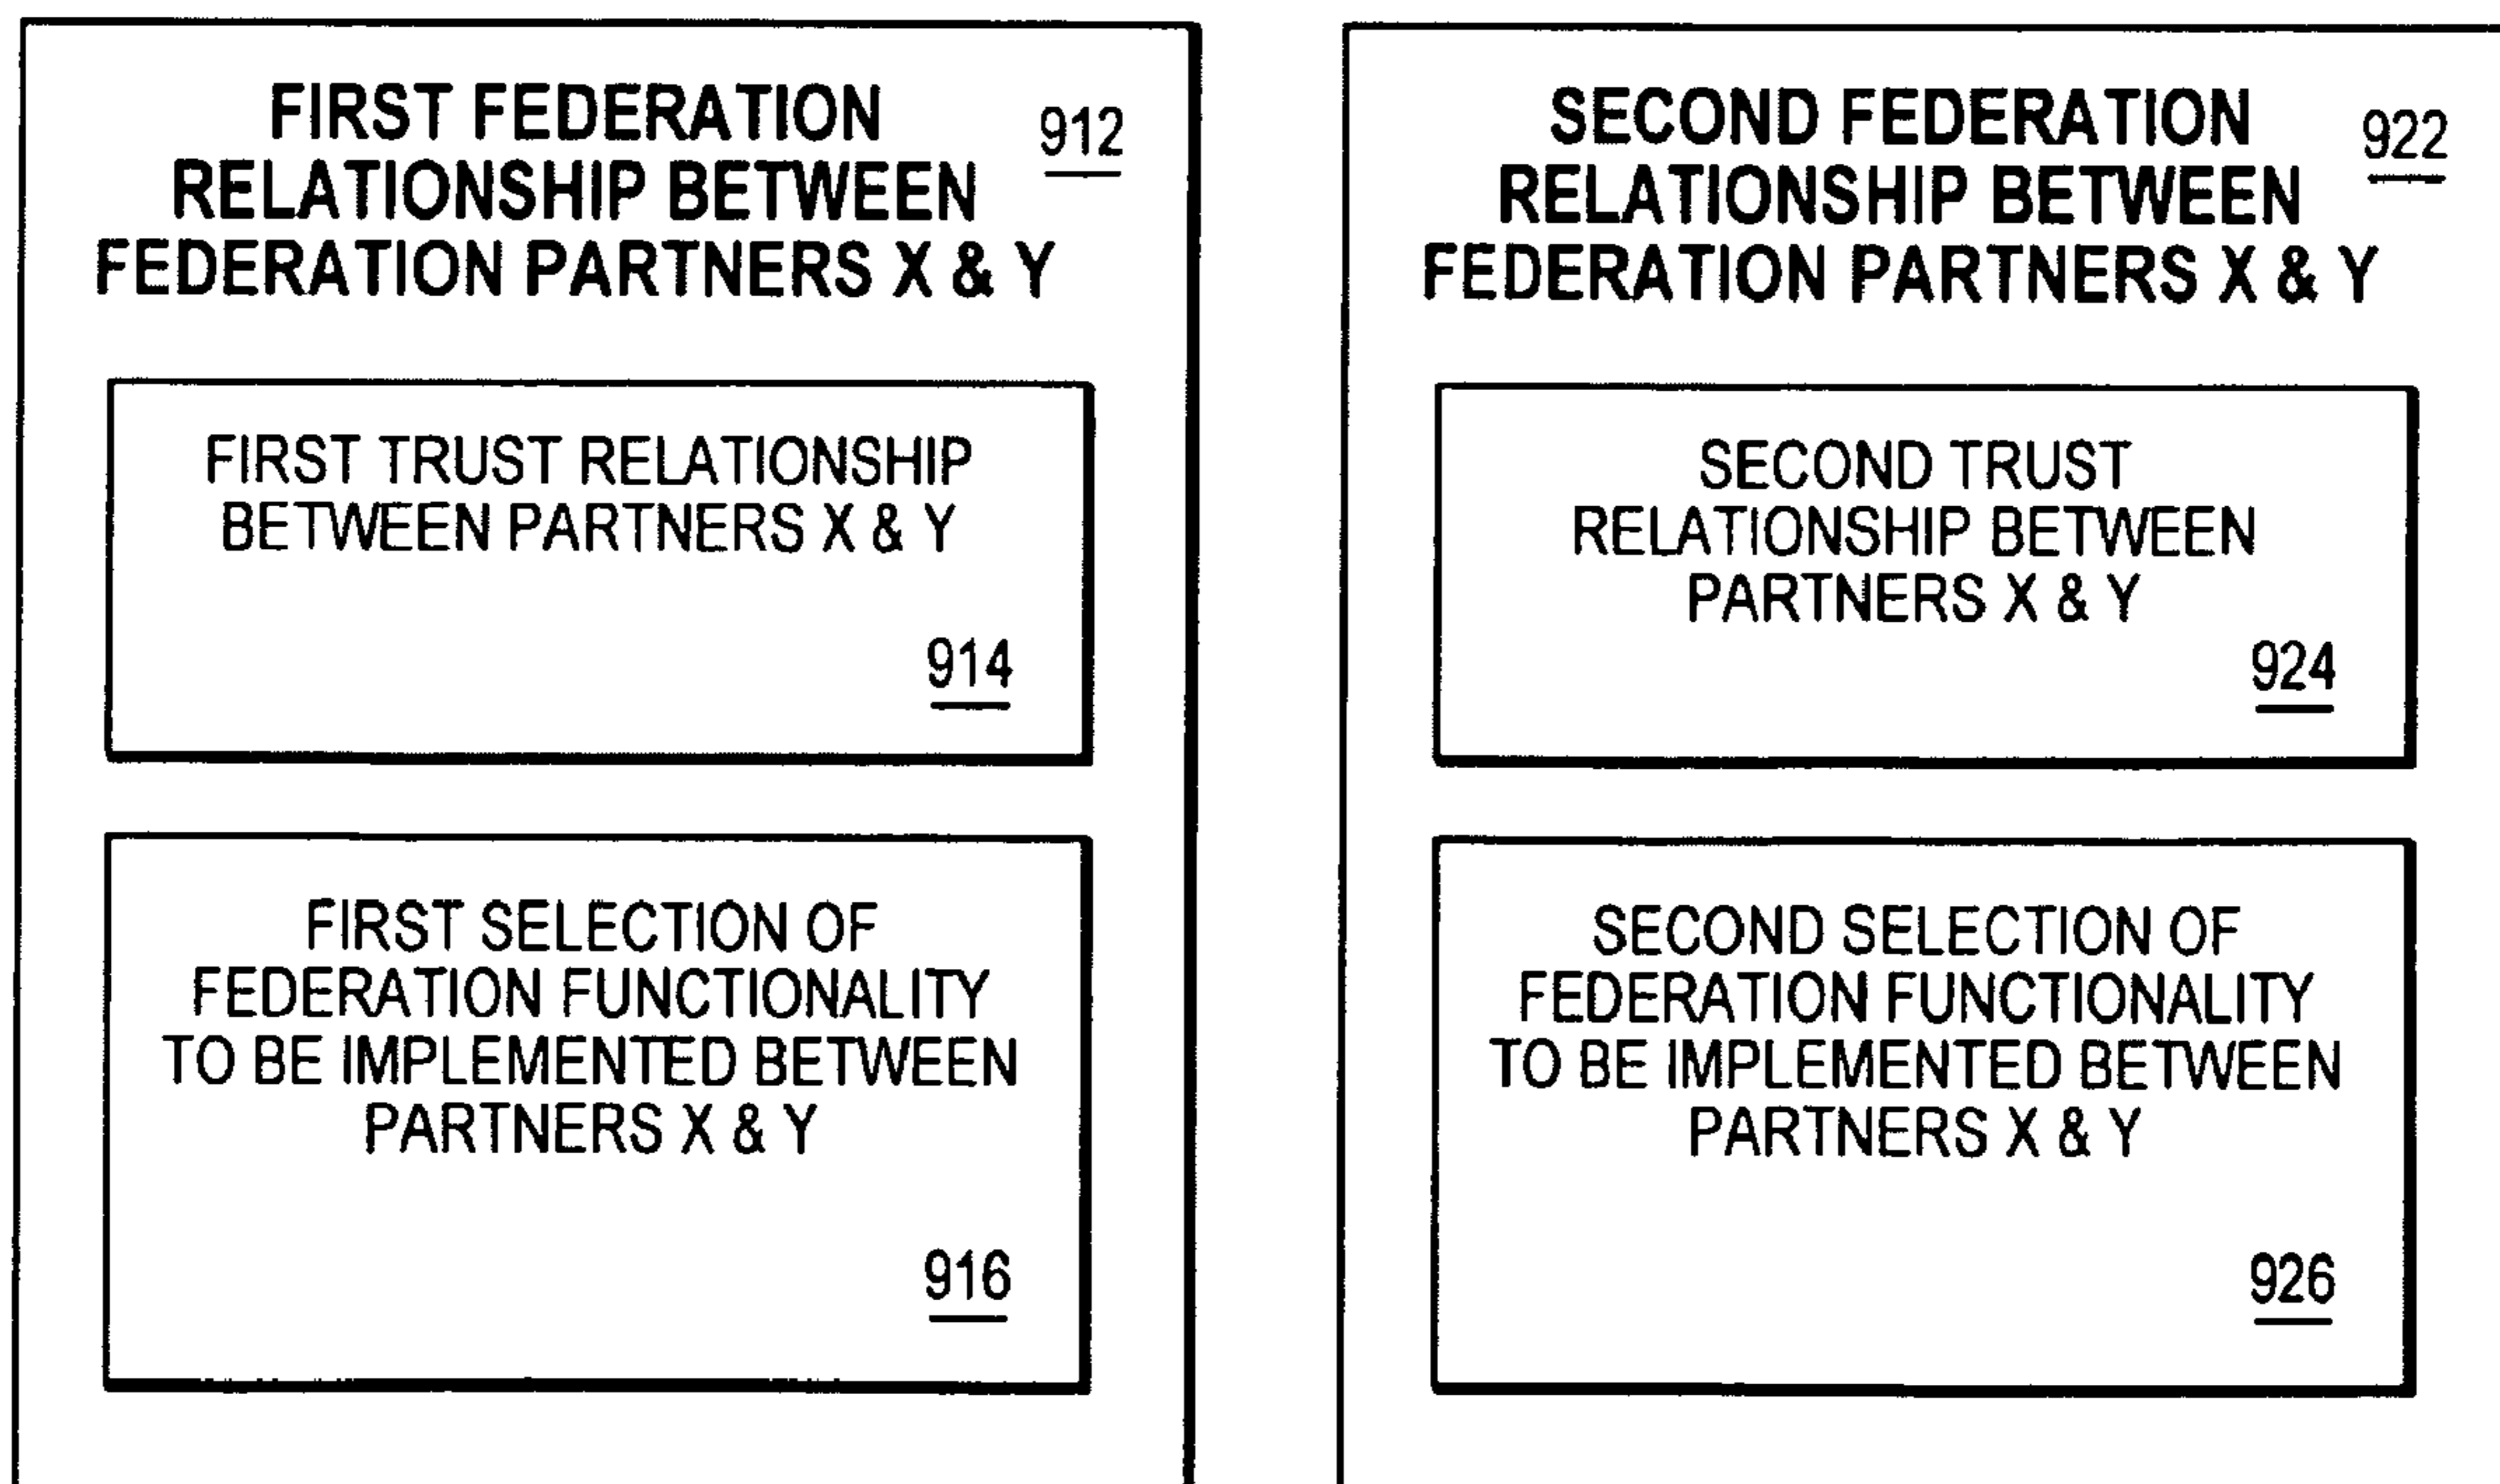 FIRST FEDERATION
RELATIONSHIP BETWEEN
FEDERATION PARTNERS X & Y
912
FIRST TRUST RELATIONSHIP
BETWEEN PARTNERS X & Y
914
FIRST SELECTION OF
FEDERATION FUNCTIONALITY
TO BE IMPLEMENTED BETWEEN
PARTNERS X & Y
916
SECOND FEDERATION
RELATIONSHIP BETWEEN
FEDERATION PARTNERS X & Y
922
SECOND TRUST
RELATIONSHIP BETWEEN
PARTNERS X & Y
924
SECOND SELECTION OF
FEDERATION FUNCTIONALITY
TO BE IMPLEMENTED BETWEEN
PARTNERS X & Y
926